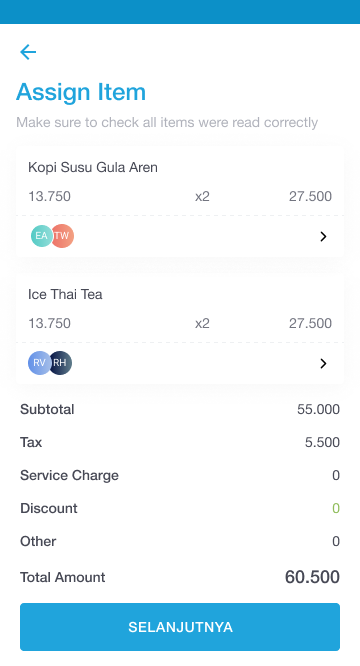 Assign Item
Make sure to check all items were read correctly
Kopi Susu Gula Aren
13.750 x2 27.500
EA TW
Ice Thai Tea
13.750 x2 27.500
RV RH
Subtotal 55.000
Tax 5.500
Service Charge 0
Discount 0
Other 0
Total Amount 60.500
SELANJUTNYA